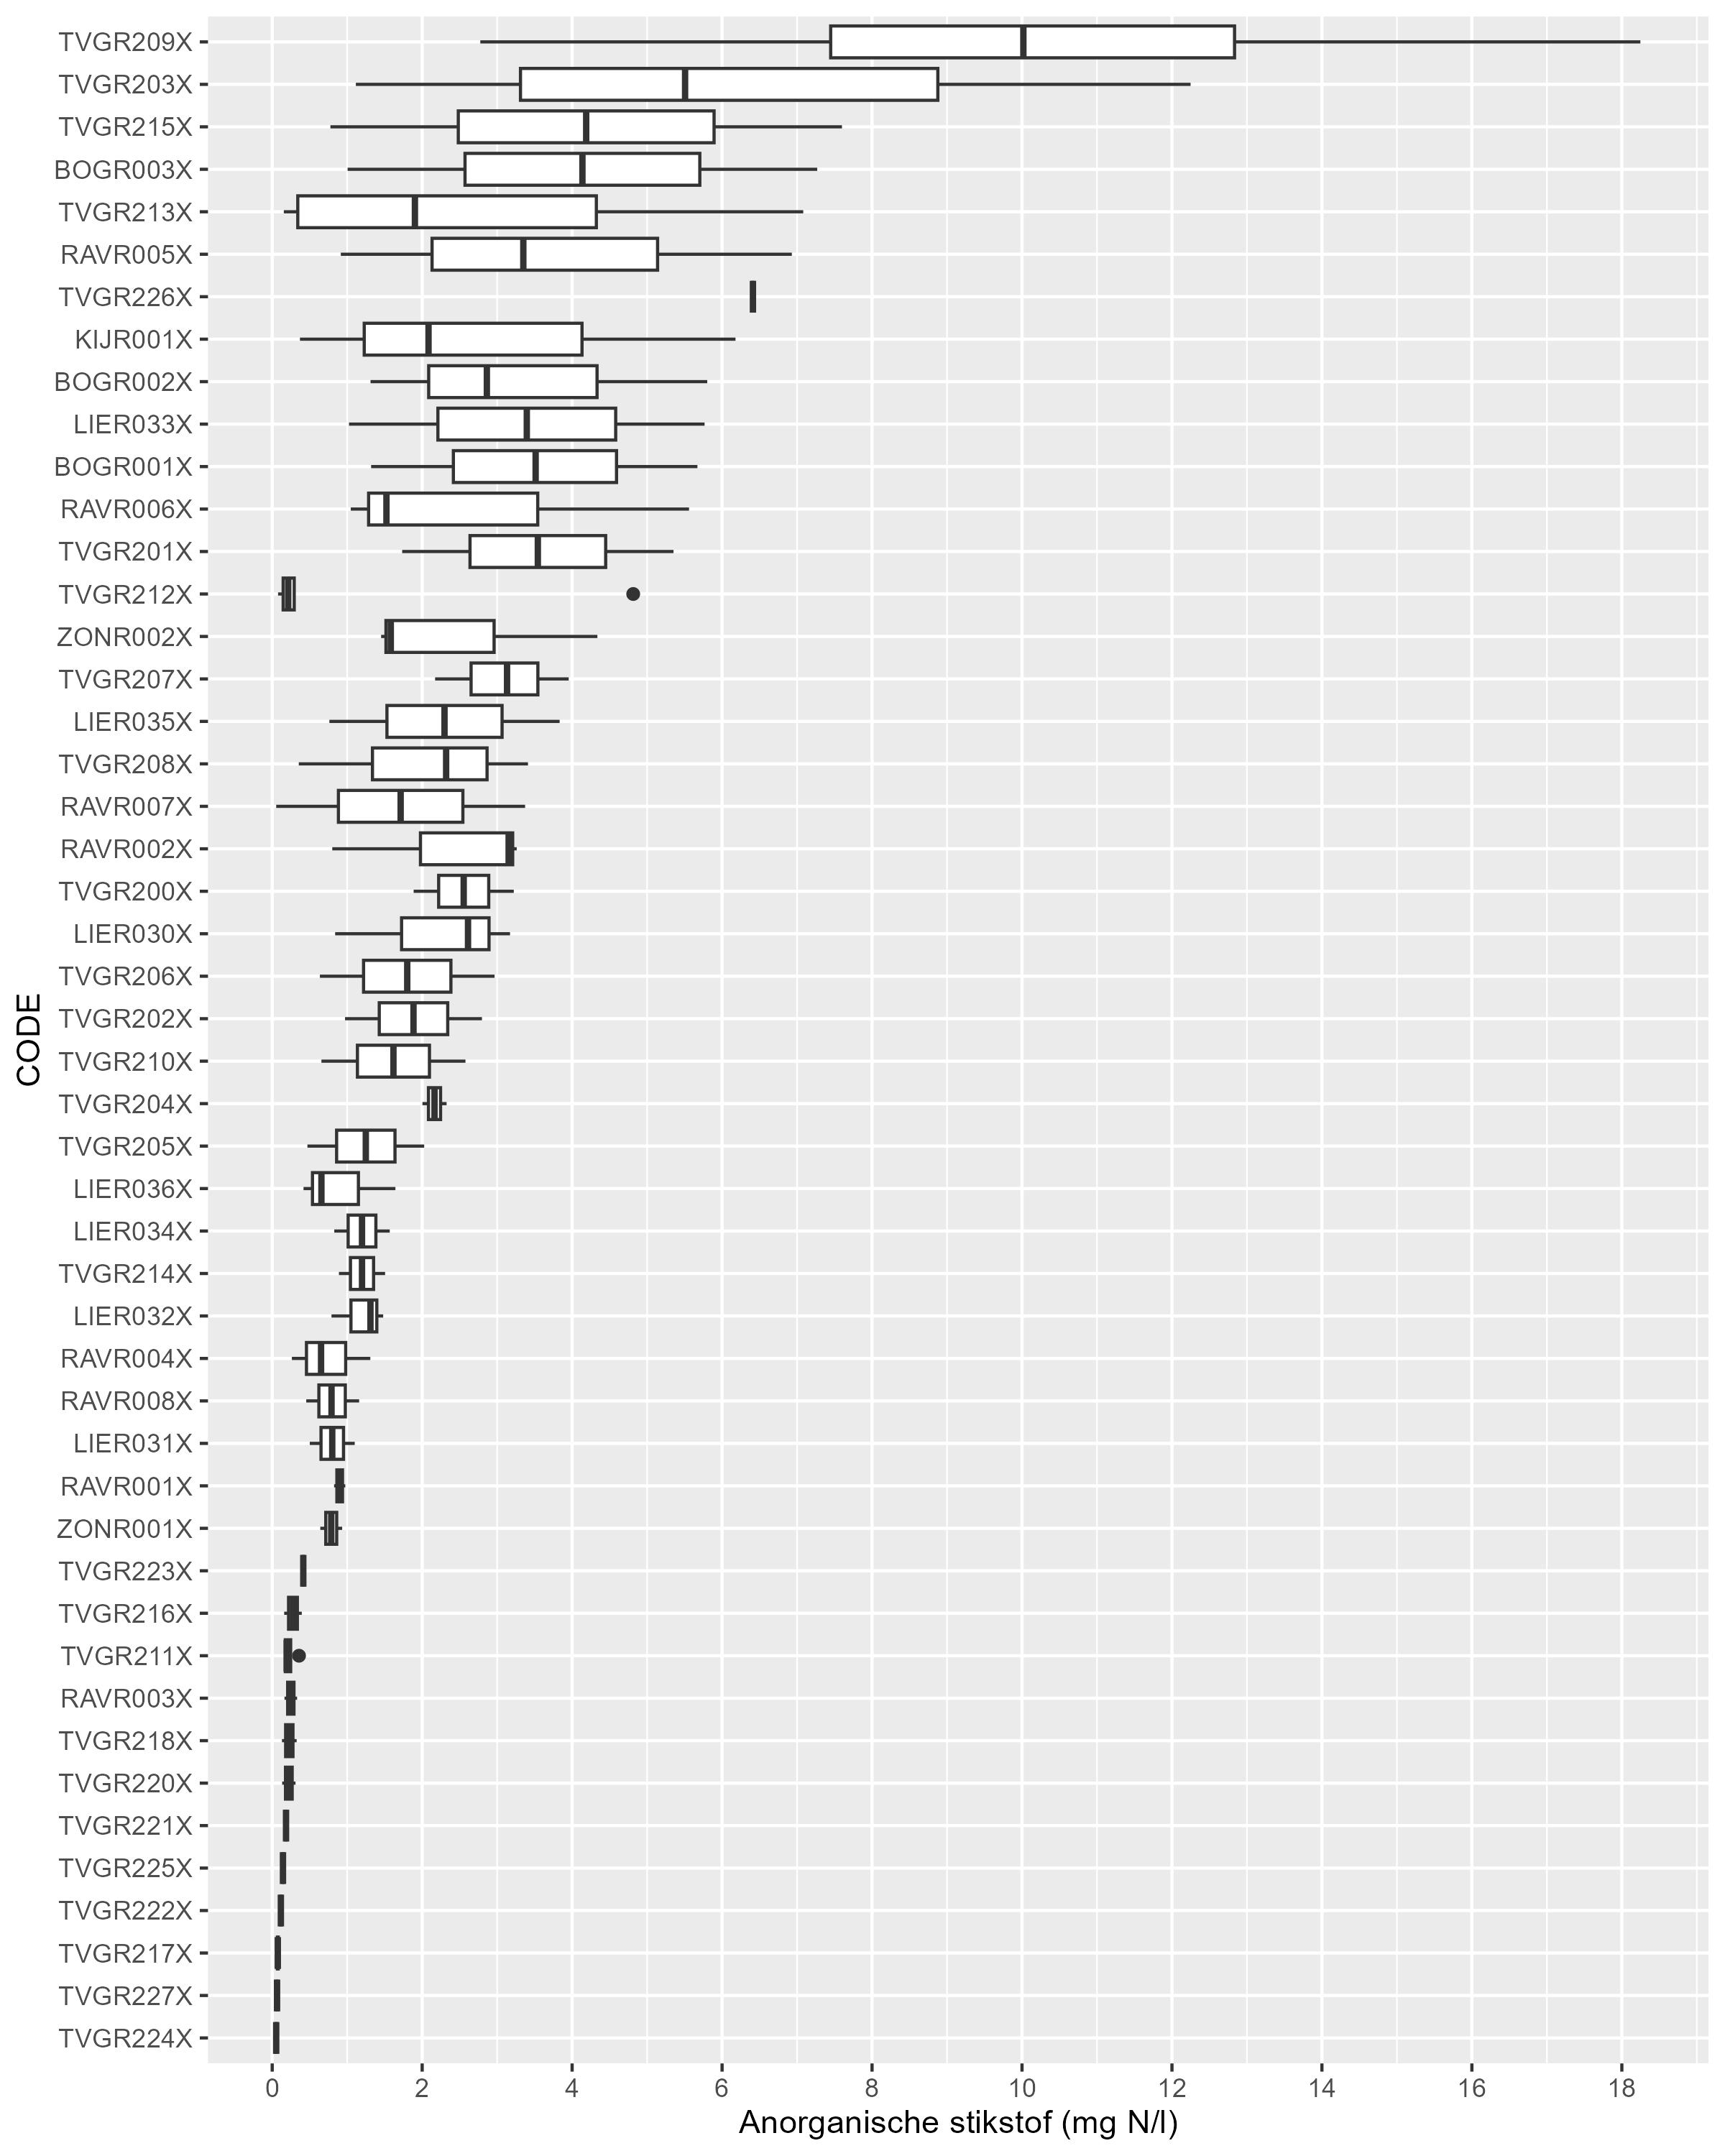 TVGR209X
TVGR203X
TVGR215X
BOGR003X
TVGR213X
RAVR005X
TVGR226X
KIJR001X
BOGR002X
LIER033X
BOGR001X
RAVR006X
TVGR201X
TVGR212X
ZONR002X
TVGR207X
LIER035X
TVGR208X
RAVR007X
RAVR002X
TVGR200X
LIER030X
TVGR206X
TVGR202X
TVGR210X
TVGR204X
TVGR205X
LIER036X
LIER034X
TVGR214X
LIER032X
RAVR004X
RAVR008X
LIER031X
RAVR001X
ZONR001X
TVGR223X
TVGR216X
TVGR211X
RAVR003X
TVGR218X
TVGR220X
TVGR221X
TVGR225X
TVGR222X
TVGR217X
TVGR227X
TVGR224X
CODE
0 2 4 6 8 10 12 14 16 18
Anorganische stikstof (mg N/l)